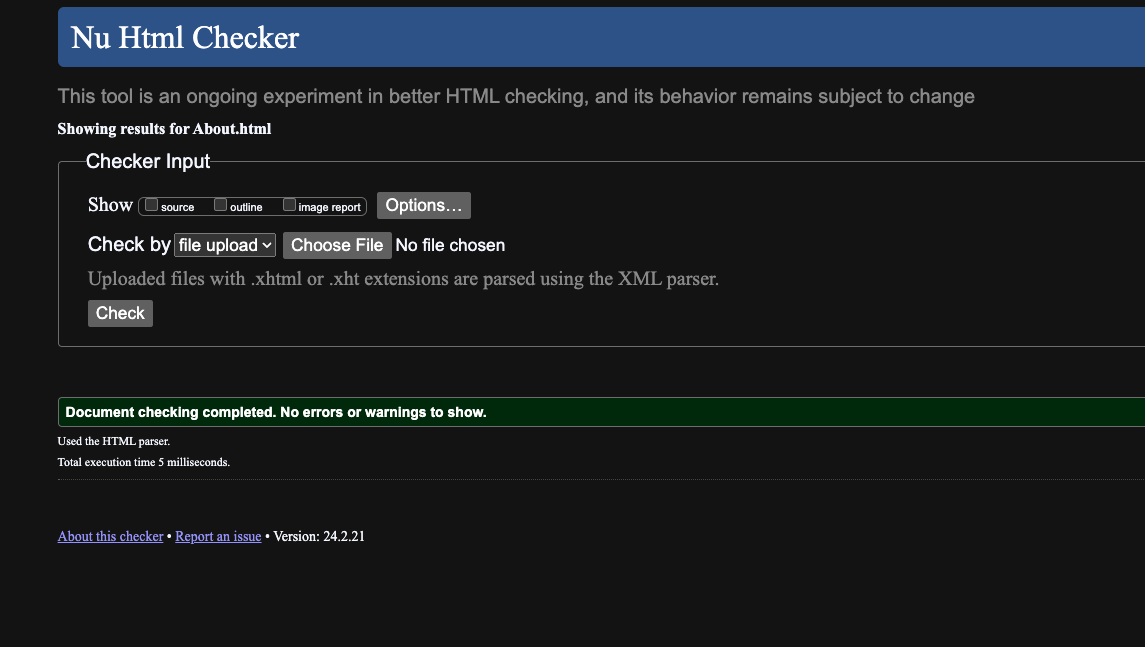 Nu Html Checker
This tool is an ongoing experiment in better HTML checking, and its behavior remains subject to change
Showing results for About.html
Checker Input
Show source outline image report Options...
Check by file upload Choose File No file chosen
Uploaded files with .xhtml or .xht extensions are parsed using the XML parser.
Check
Document checking completed. No errors or warnings to show.
Used the HTML parser.
Total execution time 5 milliseconds.
About this checker • Report an issue • Version: 24.2.21